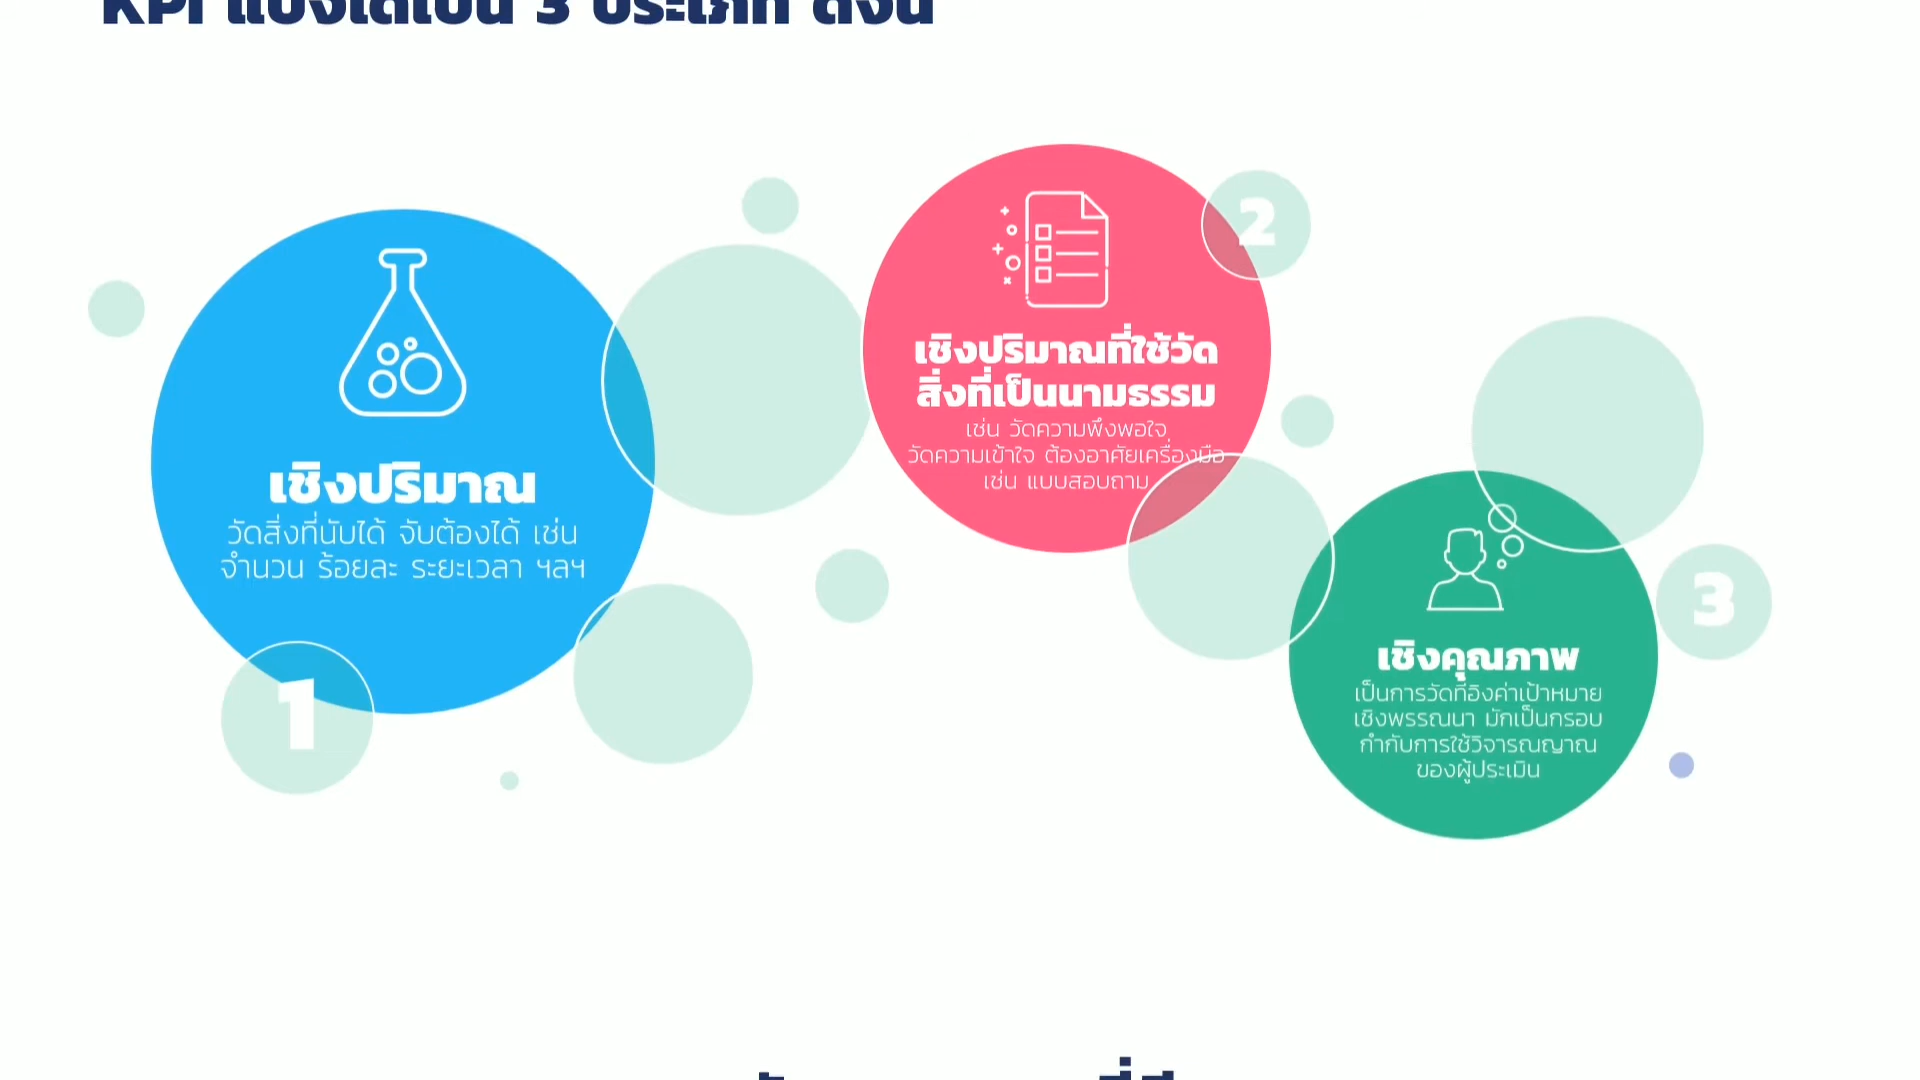 KPI แบ่งได้เป็น 3 ประเภท ดังนี้
เชิงปริมาณ
วัดสิ่งที่นับได้ จับต้องได้ เช่น
จำนวน ร้อยละ ระยะเวลา ฯลฯ
1
เชิงปริมาณที่ใช้วัด
สิ่งที่เป็นนามธรรม
เช่น วัดความพึงพอใจ
วัดความเข้าใจ ต้องอาศัยเครื่องมือ
เช่น แบบสอบถาม
2
เชิงคุณภาพ
เป็นการวัดที่อิงค่าเป้าหมาย
เชิงพรรณนา มักเป็นกรอบ
กำกับการใช้วิจารณญาณ
ของผู้ประเมิน
3